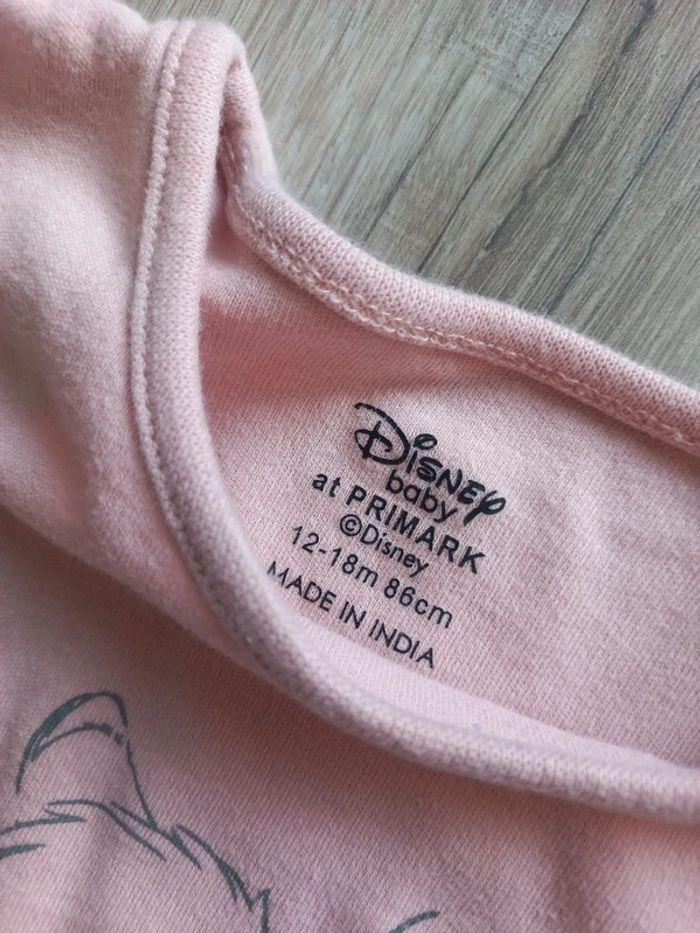 Disney
baby
at PRIMARK
©Disney
12-18m 86cm
MADE IN INDIA